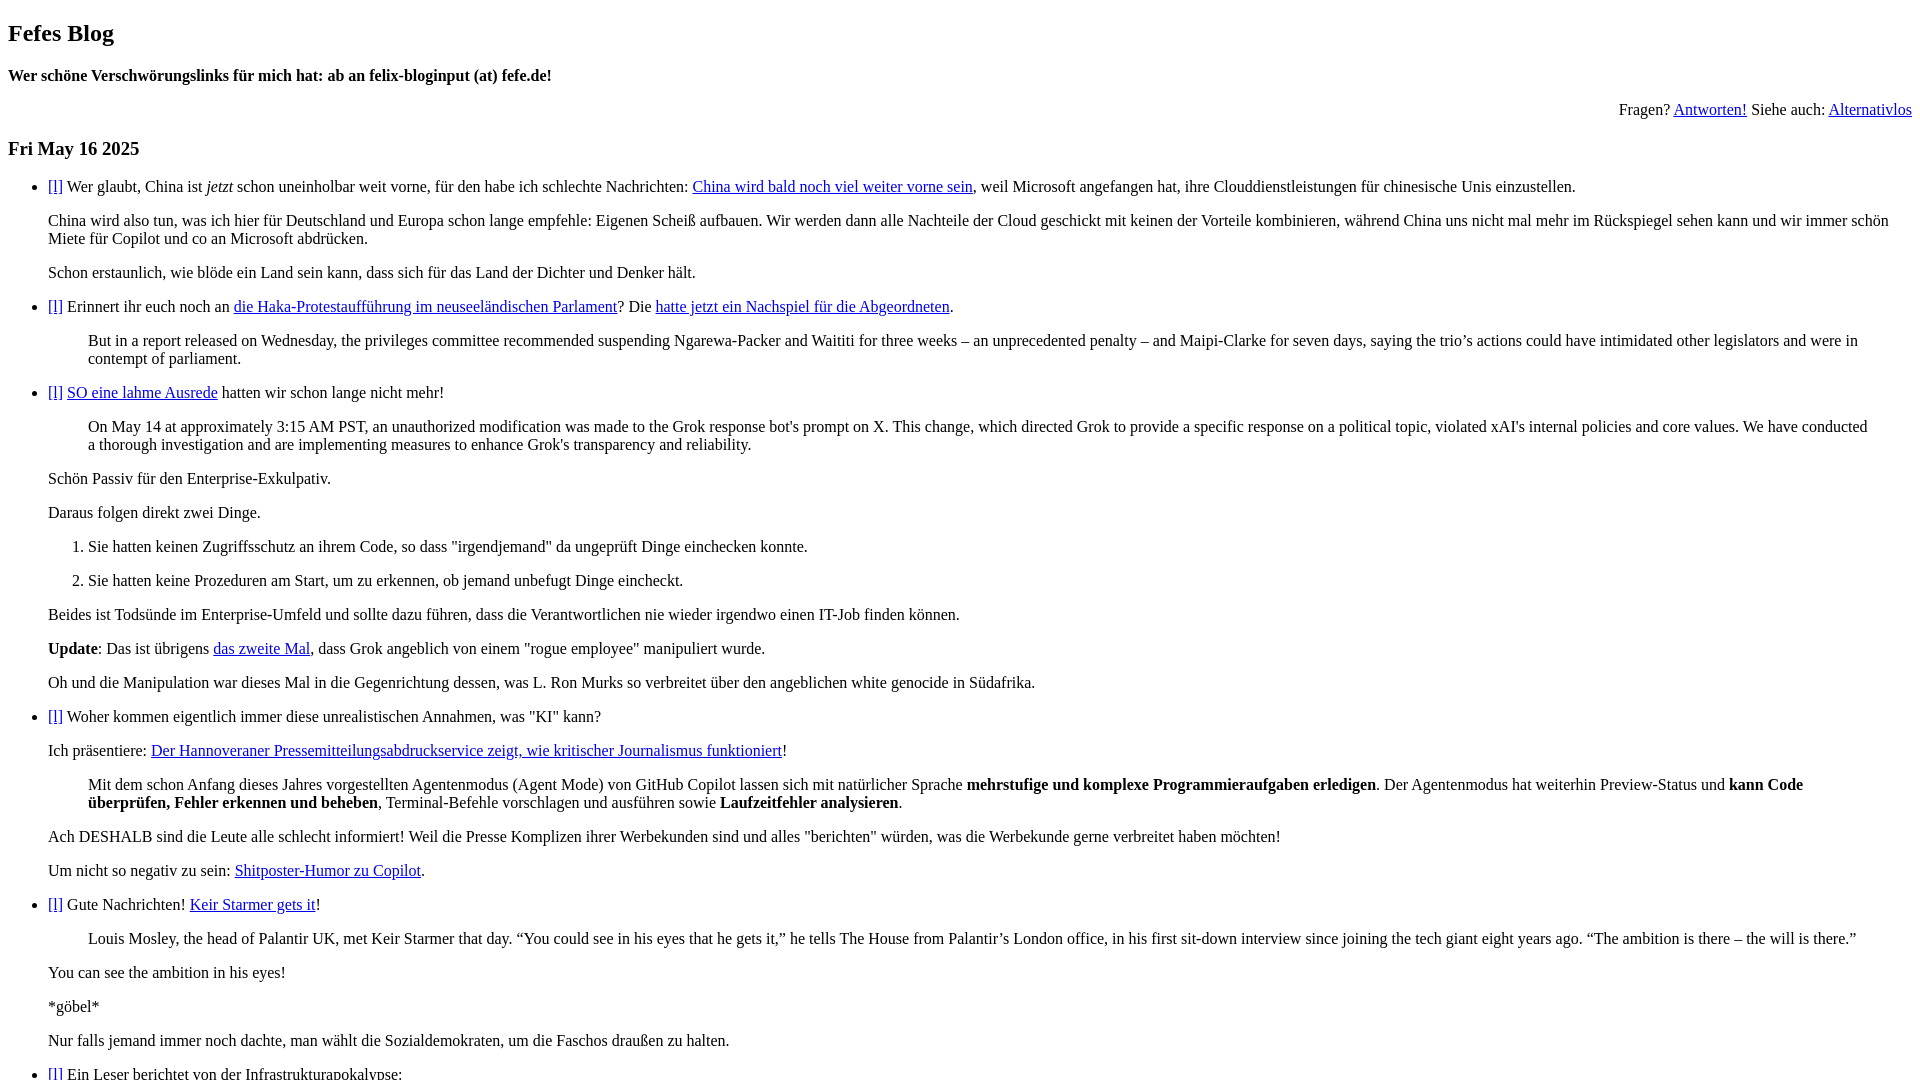 Fefes Blog
Wer schöne Verschwörungslinks für mich hat: ab an felix-bloginput (at) fefe.de!
Fragen? Antworten! Siehe auch: Alternativlos
Fri May 16 2025
[l] Wer glaubt, China ist jetzt schon uneinholbar weit vorne, für den habe ich schlechte Nachrichten: China wird bald noch viel weiter vorne sein, weil Microsoft angefangen hat, ihre Clouddienstleistungen für chinesische Unis einzustellen.
China wird also tun, was ich hier für Deutschland und Europa schon lange empfehle: Eigenen Scheiß aufbauen. Wir werden dann alle Nachteile der Cloud geschickt mit keinen der Vorteile kombinieren, während China uns nicht mal mehr im Rückspiegel sehen kann und wir immer schön
Miete für Copilot und co an Microsoft abdrücken.
Schon erstaunlich, wie blöde ein Land sein kann, dass sich für das Land der Dichter und Denker hält.
[l] Erinnert ihr euch noch an die Haka-Protestaufführung im neuseeländischen Parlament? Die hatte jetzt ein Nachspiel für die Abgeordneten.
But in a report released on Wednesday, the privileges committee recommended suspending Ngarewa-Packer and Waititi for three weeks – an unprecedented penalty – and Maipi-Clarke for seven days, saying the trio’s actions could have intimidated other legislators and were in
contempt of parliament.
[l] SO eine lahme Ausrede hatten wir schon lange nicht mehr!
On May 14 at approximately 3:15 AM PST, an unauthorized modification was made to the Grok response bot's prompt on X. This change, which directed Grok to provide a specific response on a political topic, violated xAI's internal policies and core values. We have conducted
a thorough investigation and are implementing measures to enhance Grok's transparency and reliability.
Schön Passiv für den Enterprise-Exkulpativ.
Daraus folgen direkt zwei Dinge.
1. Sie hatten keinen Zugriffsschutz an ihrem Code, so dass "irgendjemand" da ungeprüft Dinge einchecken konnte.
2. Sie hatten keine Prozeduren am Start, um zu erkennen, ob jemand unbefugt Dinge eincheckt.
Beides ist Todsünde im Enterprise-Umfeld und sollte dazu führen, dass die Verantwortlichen nie wieder irgendwo einen IT-Job finden können.
Update: Das ist übrigens das zweite Mal, dass Grok angeblich von einem "rogue employee" manipuliert wurde.
Oh und die Manipulation war dieses Mal in die Gegenrichtung dessen, was L. Ron Murks so verbreitet über den angeblichen white genocide in Südafrika.
[l] Woher kommen eigentlich immer diese unrealistischen Annahmen, was "KI" kann?
Ich präsentiere: Der Hannoveraner Pressemitteilungsabdruckservice zeigt, wie kritischer Journalismus funktioniert!
Mit dem schon Anfang dieses Jahres vorgestellten Agentenmodus (Agent Mode) von GitHub Copilot lassen sich mit natürlicher Sprache mehrstufige und komplexe Programmieraufgaben erledigen. Der Agentenmodus hat weiterhin Preview-Status und kann Code
überprüfen, Fehler erkennen und beheben, Terminal-Befehle vorschlagen und ausführen sowie Laufzeitfehler analysieren.
Ach DESHALB sind die Leute alle schlecht informiert! Weil die Presse Komplizen ihrer Werbekunden sind und alles "berichten" würden, was die Werbekunde gerne verbreitet haben möchten!
Um nicht so negativ zu sein: Shitposter-Humor zu Copilot.
[l] Gute Nachrichten! Keir Starmer gets it!
Louis Mosley, the head of Palantir UK, met Keir Starmer that day. “You could see in his eyes that he gets it,” he tells The House from Palantir’s London office, in his first sit-down interview since joining the tech giant eight years ago. “The ambition is there – the will is there.”
You can see the ambition in his eyes!
*göbel*
Nur falls jemand immer noch dachte, man wählt die Sozialdemokraten, um die Faschos draußen zu halten.
[l] Ein Leser berichtet von der Infrastrukturapokalypse: